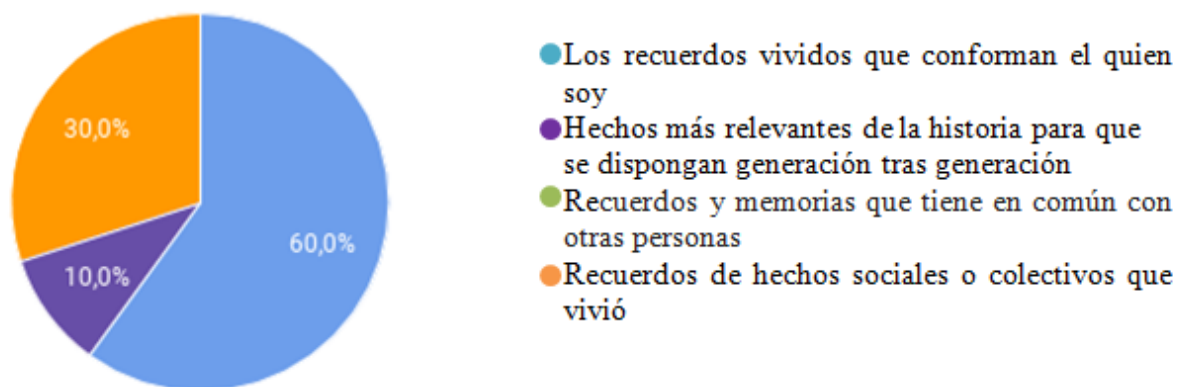 Los recuerdos vividos que conforman el quien
soy
30,0%
Hechos más relevantes de la historia para que
se dispongan generación tras generación
Recuerdos y memorias que tiene en común con
otras personas
60,0%
10,0%
Recuerdos de hechos sociales o colectivos que
vivió